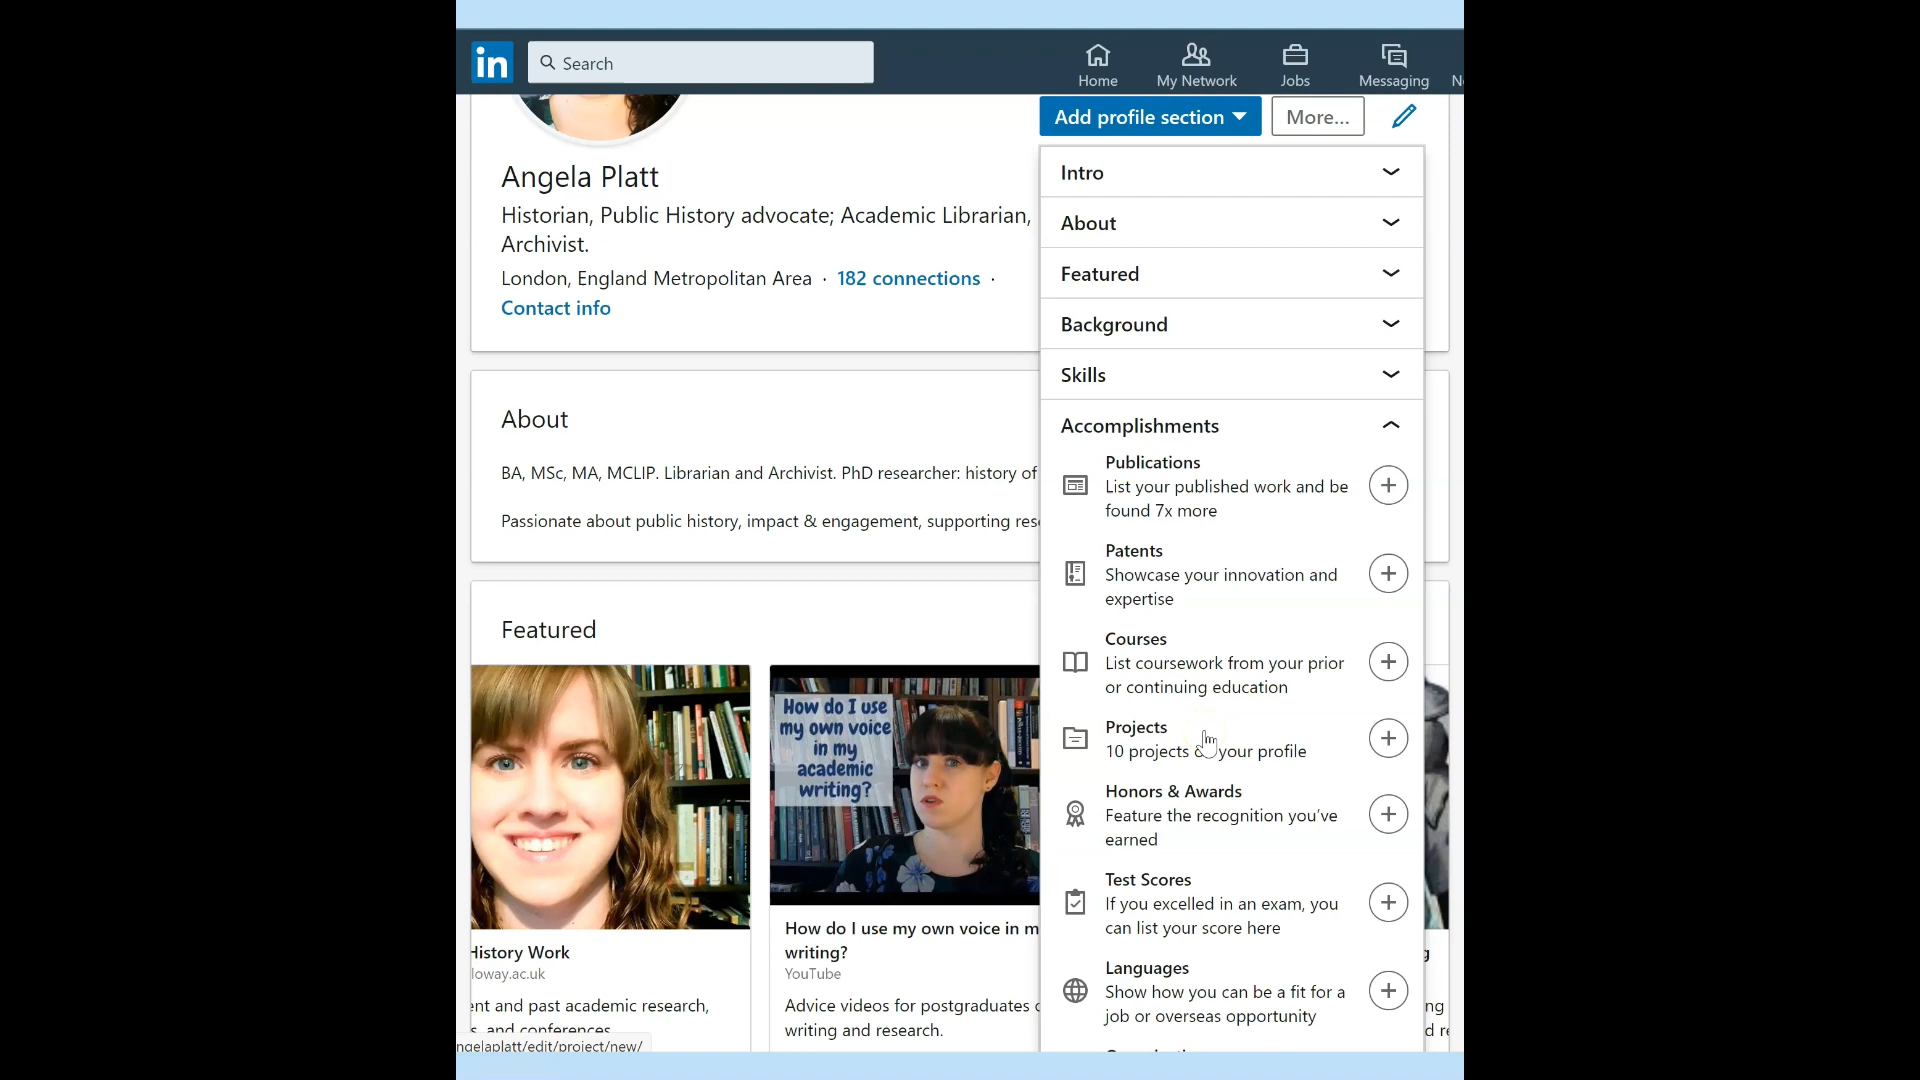 in
Search
Home
My Network
Jobs
Messaging
Add profile section
More...
Angela Platt
Historian, Public History advocate; Academic Librarian,
Archivist.
London, England Metropolitan Area · 182 connections ·
Contact info
About
BA, MSc, MA, MCLIP. Librarian and Archivist. PhD researcher: history of
Passionate about public history, impact & engagement, supporting
Featured
How do I use
my own voice
in my
academic
writing?
History Work
loway.ac.uk
and past academic research,
and conferences
How do I use my own voice in
writing?
YouTube
Advice videos for postgraduates
writing and research.
Intro
About
Featured
Background
Skills
Accomplishments
Publications
List your published work and be
found 7x more
Patents
Showcase your innovation and
expertise
Courses
List coursework from your prior
or continuing education
Projects
10 projects your profile
Honors & Awards
Feature the recognition you've
earned
Test Scores
If you excelled in an exam, you
can list your score here
Languages
Show how you can be a fit for a
job or overseas opportunity
ngelaplatt/edit/project/new/